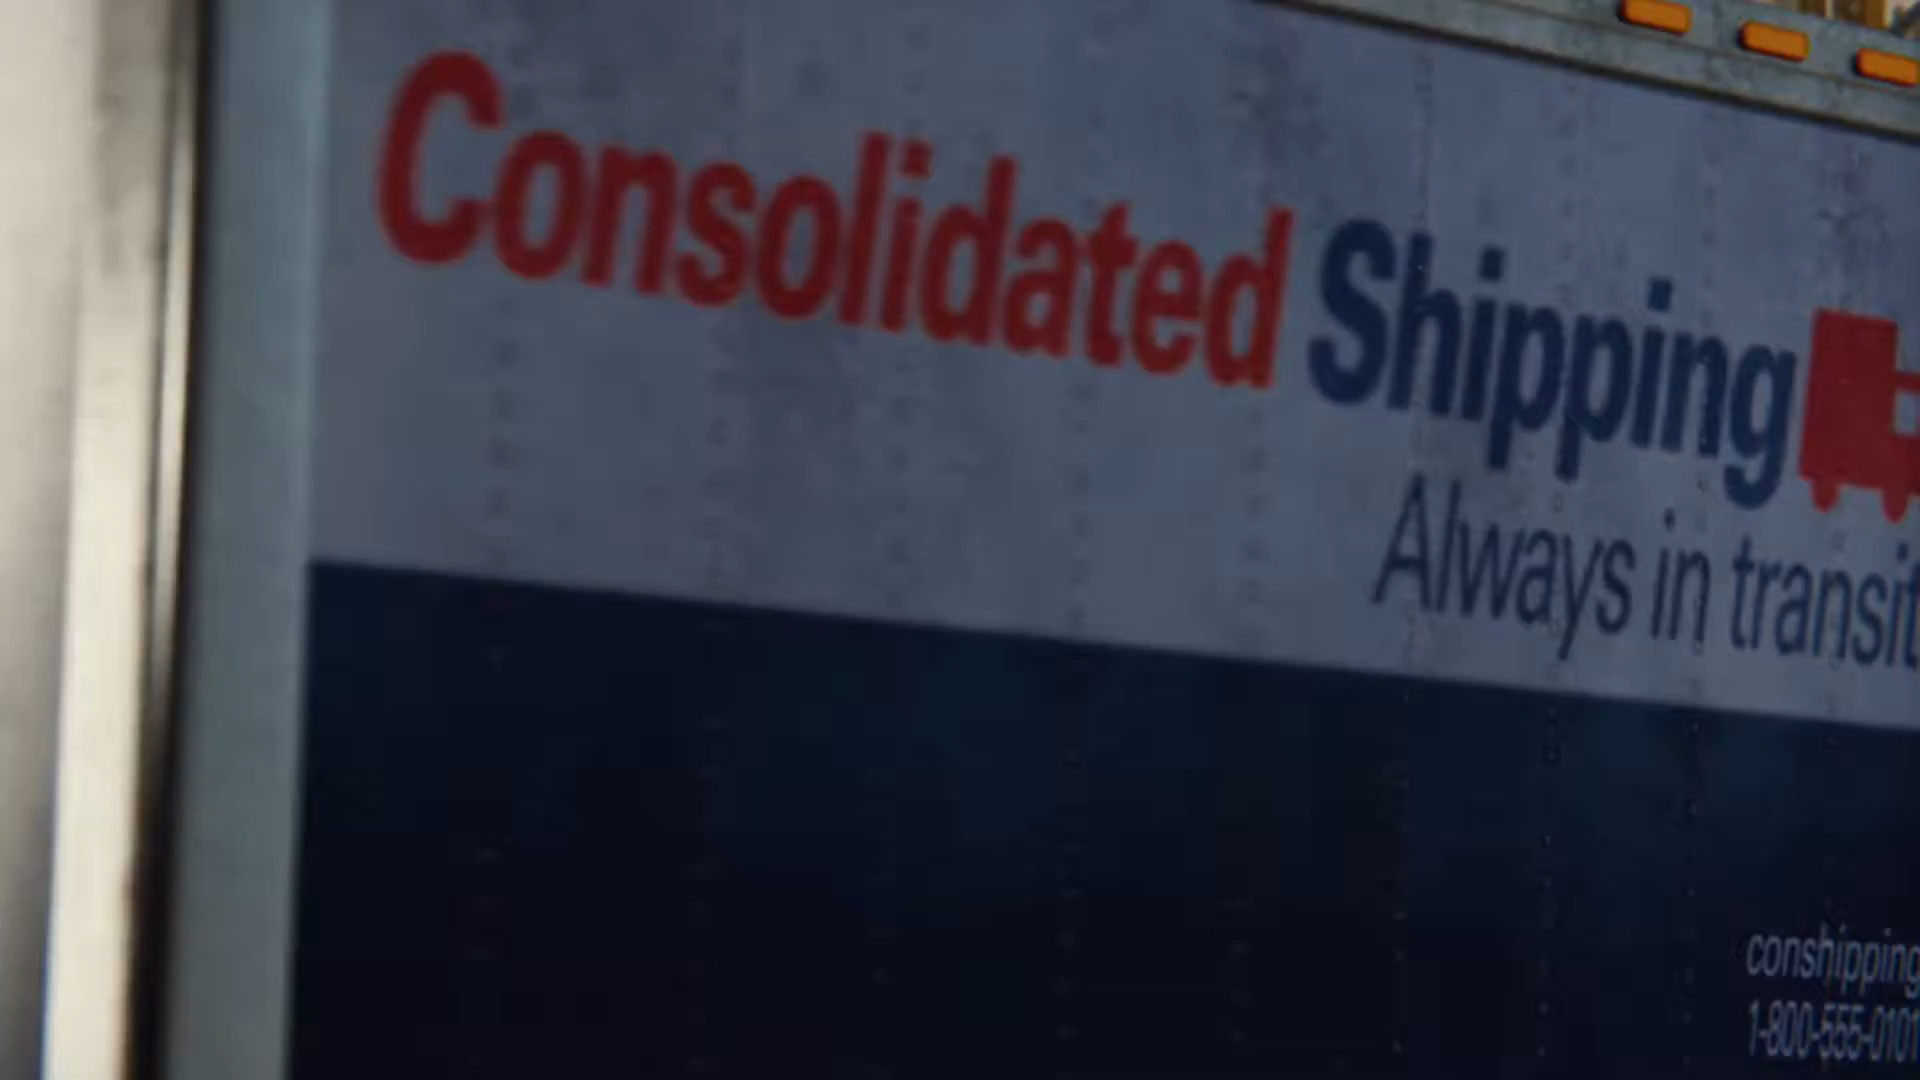 Consolidated Shipping
Always in transit
conshipping
1-800-555-0101